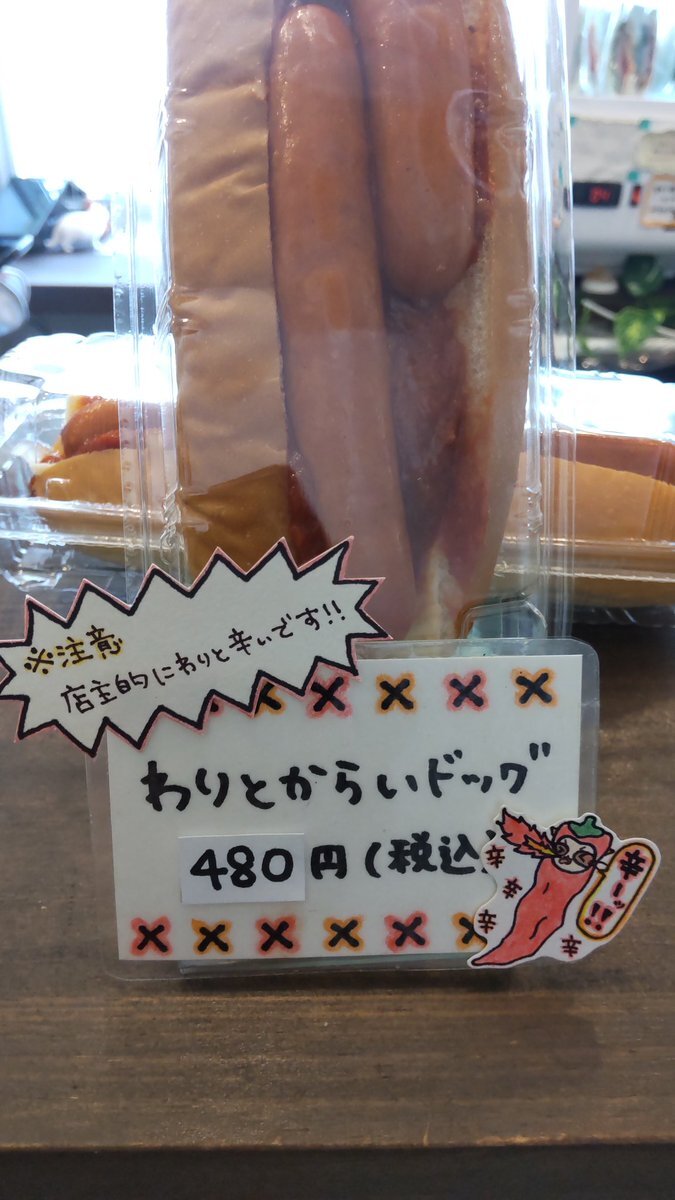 ※注意
店主的にわりと辛いです!!
わりとからいドッグ
480円(税込)
辛ーッ!!
辛
辛
辛
辛